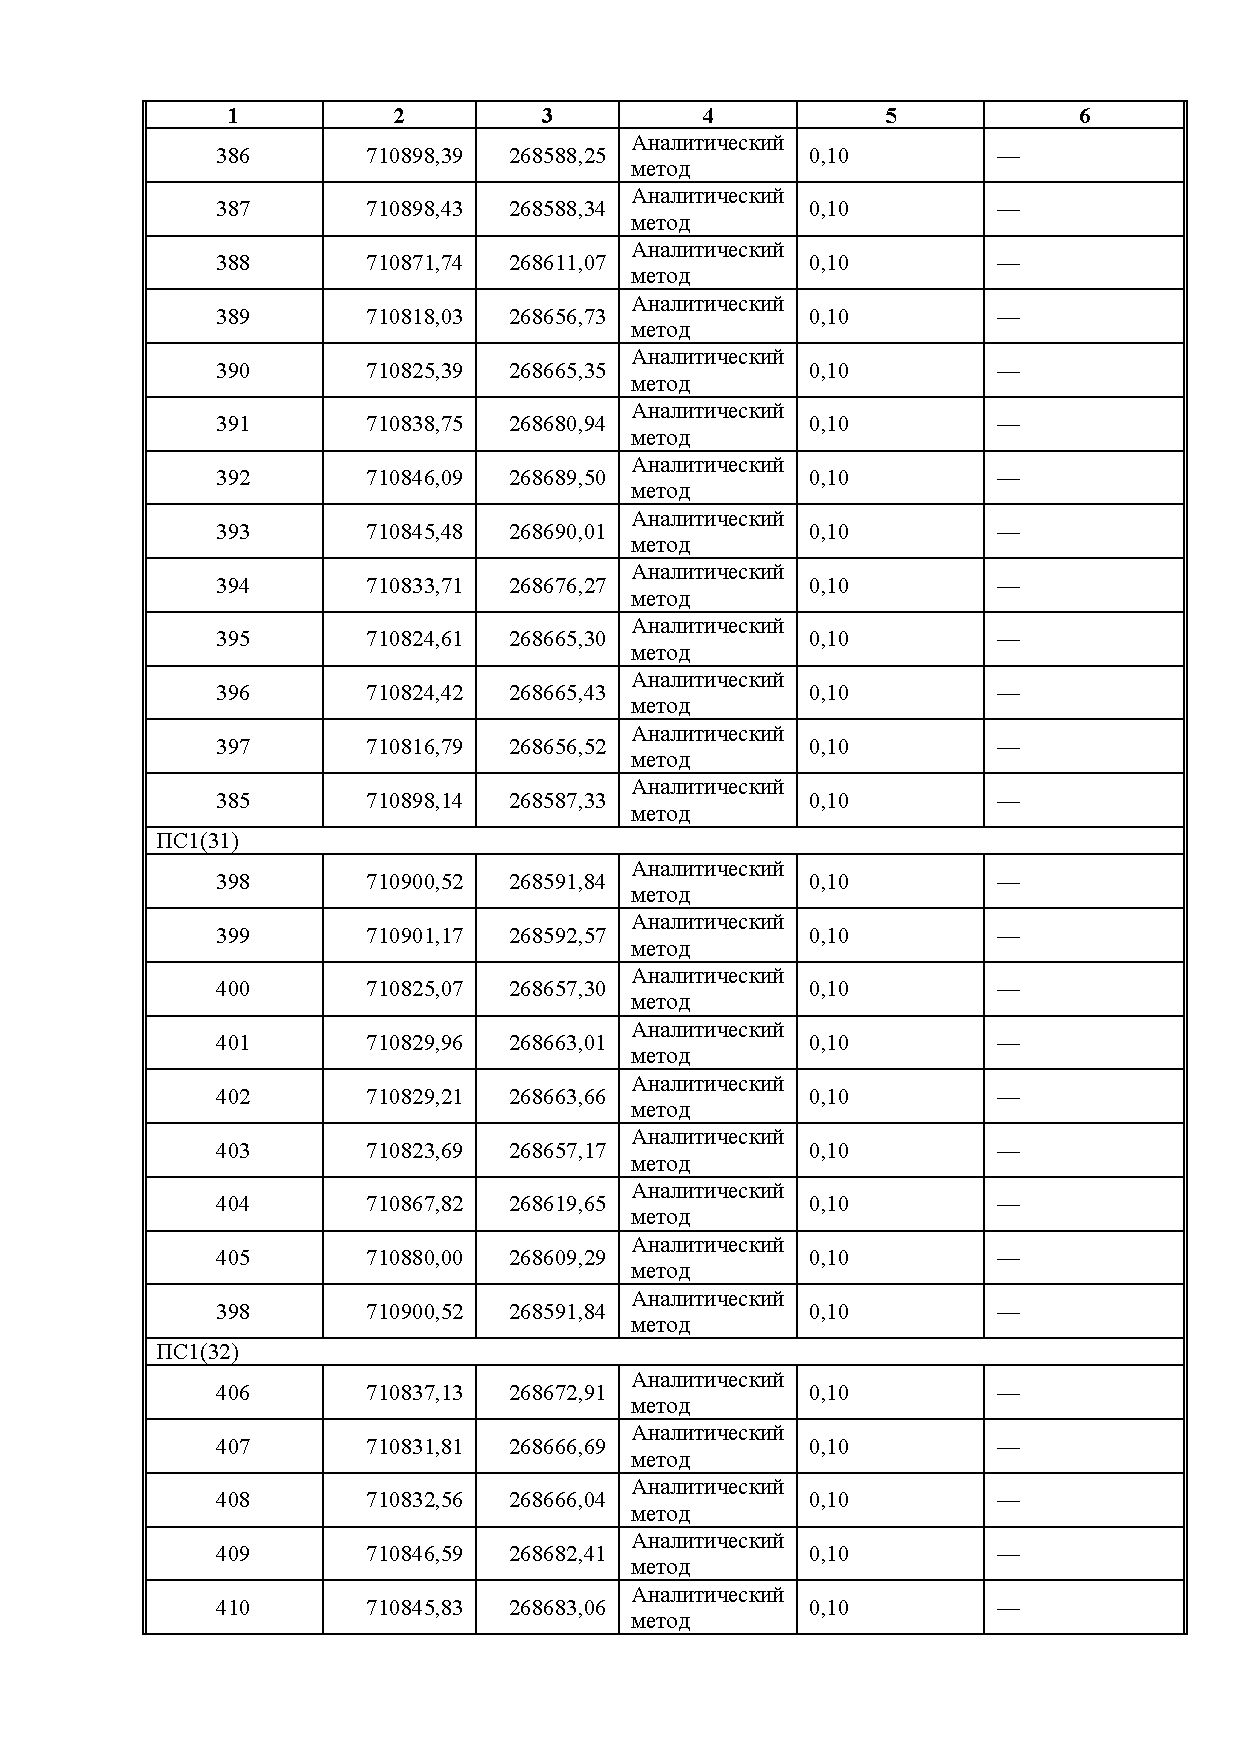 1 2 3 4 5 6
386 710898,39 268588,25 Аналитический метод 0,10 —
387 710898,43 268588,34 Аналитический метод 0,10 —
388 710871,74 268611,07 Аналитический метод 0,10 —
389 710818,03 268656,73 Аналитический метод 0,10 —
390 710825,39 268665,35 Аналитический метод 0,10 —
391 710838,75 268680,94 Аналитический метод 0,10 —
392 710846,09 268689,50 Аналитический метод 0,10 —
393 710845,48 268690,01 Аналитический метод 0,10 —
394 710833,71 268676,27 Аналитический метод 0,10 —
395 710824,61 268665,30 Аналитический метод 0,10 —
396 710824,42 268665,43 Аналитический метод 0,10 —
397 710816,79 268656,52 Аналитический метод 0,10 —
385 710898,14 268587,33 Аналитический метод 0,10 —
ПС1(31)
398 710900,52 268591,84 Аналитический метод 0,10 —
399 710901,17 268592,57 Аналитический метод 0,10 —
400 710825,07 268657,30 Аналитический метод 0,10 —
401 710829,96 268663,01 Аналитический метод 0,10 —
402 710829,21 268663,66 Аналитический метод 0,10 —
403 710823,69 268657,17 Аналитический метод 0,10 —
404 710867,82 268619,65 Аналитический метод 0,10 —
405 710880,00 268609,29 Аналитический метод 0,10 —
398 710900,52 268591,84 Аналитический метод 0,10 —
ПС1(32)
406 710837,13 268672,91 Аналитический метод 0,10 —
407 710831,81 268666,69 Аналитический метод 0,10 —
408 710832,56 268666,04 Аналитический метод 0,10 —
409 710846,59 268682,41 Аналитический метод 0,10 —
410 710845,83 268683,06 Аналитический метод 0,10 —